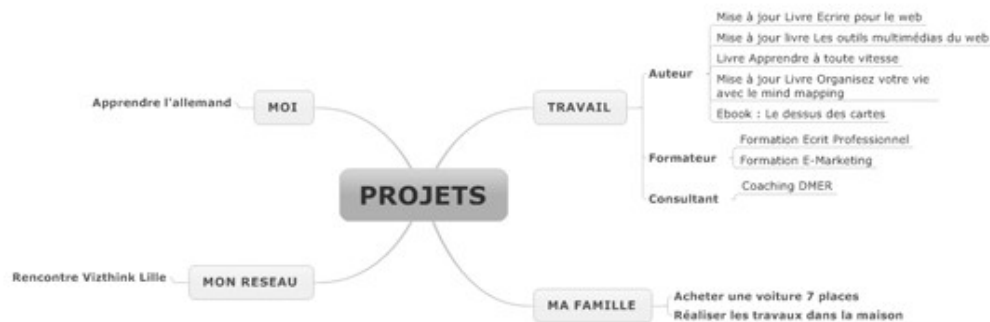 PROJETS
MOI
Apprendre l'allemand
MON RESEAU
Rencontre Vizthink Lille
TRAVAIL
Auteur
Mise à jour Livre Ecrire pour le web
Mise à jour livre Les outils multimédias du web
Livre Apprendre à toute vitesse
Mise à jour Livre Organisez votre vie
avec le mind mapping
Ebook : Le dessus des cartes
Formateur
Formation Ecrit Professionnel
Formation E-Marketing
Consultant
Coaching DMER
MA FAMILLE
Acheter une voiture 7 places
Réaliser les travaux dans la maison